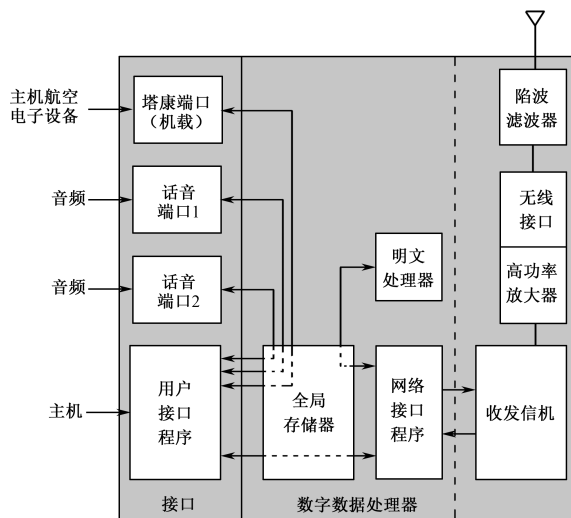 主机航空
电子设备
塔康端口
（机载）
音频
话音
端口1
音频
话音
端口2
主机
用户
接口
程序
接口
全局
存储器
明文
处理器
网络
接口
程序
数字数据处理器
陷波
滤波器
无线
接口
高功率
放大器
收发信机